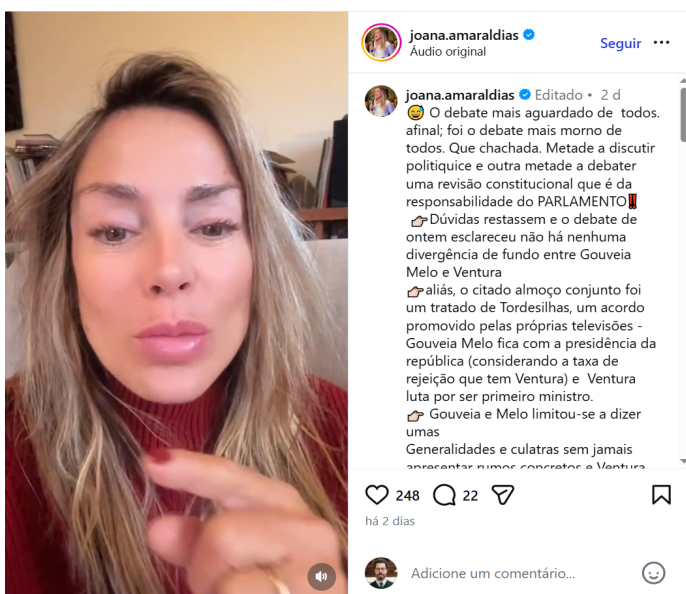 joana.amaraldias
Áudio original
Seguir
joana.amaraldias Editado • 2 d
😅 O debate mais aguardado de todos.
afinal; foi o debate mais morno de
todos. Que chachada. Metade a discutir
politiquice e outra metade a debater
uma revisão constitucional que é da
responsabilidade do PARLAMENTO‼️
👉🏻Dúvidas restassem e o debate de
ontem esclareceu não há nenhuma
divergência de fundo entre Gouveia
Melo e Ventura
👉🏻aliás, o citado almoço conjunto foi
um tratado de Tordesilhas, um acordo
promovido pelas próprias televisões -
Gouveia Melo fica com a presidência da
república (considerando a taxa de
rejeição que tem Ventura) e Ventura
luta por ser primeiro ministro.
👉🏻 Gouveia e Melo limitou-se a dizer
umas
Generalidades e culatras sem jamais
apresentar rumos concretos e Ventura
248 22
há 2 dias
Adicione um comentário...